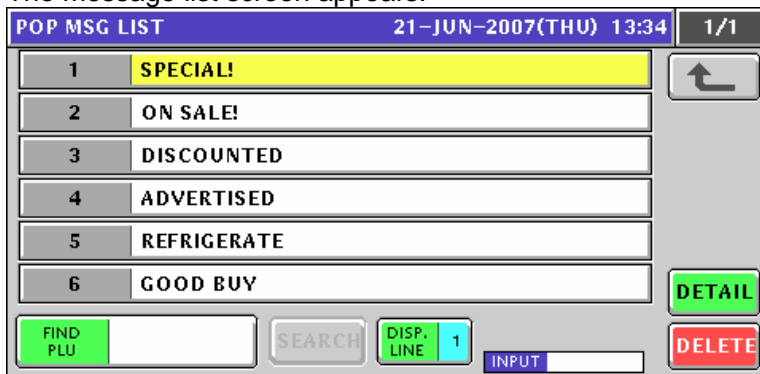 The message list screen appears.
POP MSG LIST 21-JUN-2007(THU) 13:34 1/1
1 SPECIAL!
2 ON SALE!
3 DISCOUNTED
4 ADVERTISED
5 REFRIGERATE
6 GOOD BUY
DETAIL
FIND PLU
SEARCH
DISP. LINE 1
INPUT
DELETE